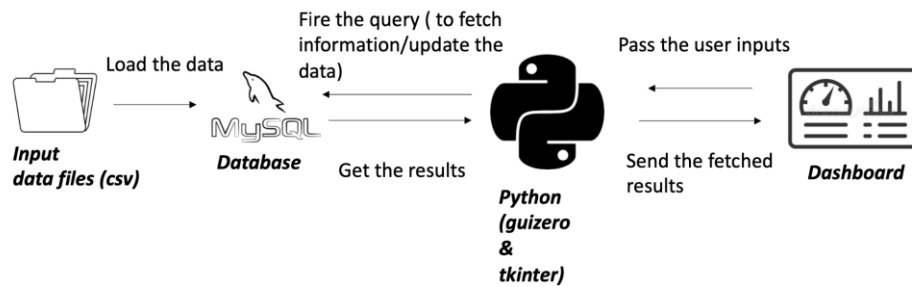 Fire the query ( to fetch
information/update the
data)
Pass the user inputs
Load the data
MySQL
Input
data files (csv)
Database
Get the results
Send the fetched
results
Dashboard
Python
(guizero
&
tkinter)